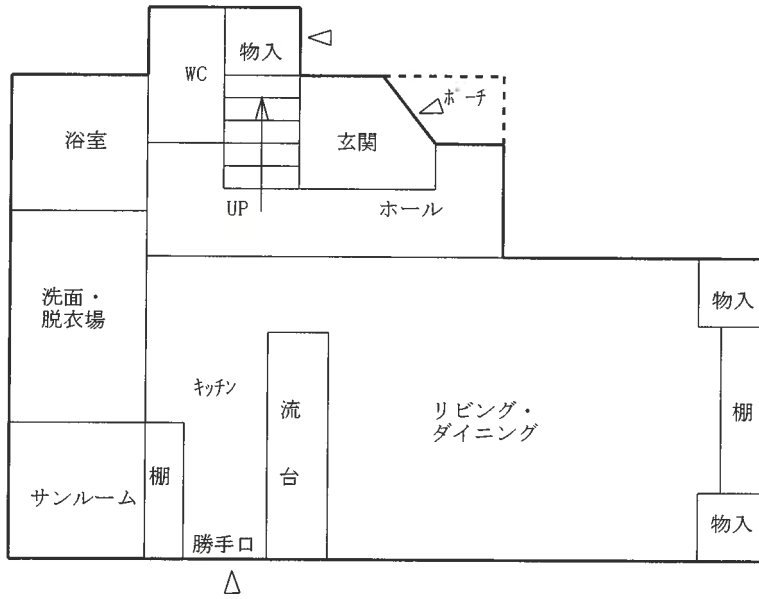 物入
WC
ポーチ
浴室
玄関
UP
ホール
洗面・
脱衣場
物入
キッチン
流
台
リビング・
ダイニング
棚
棚
サンルーム
物入
勝手口